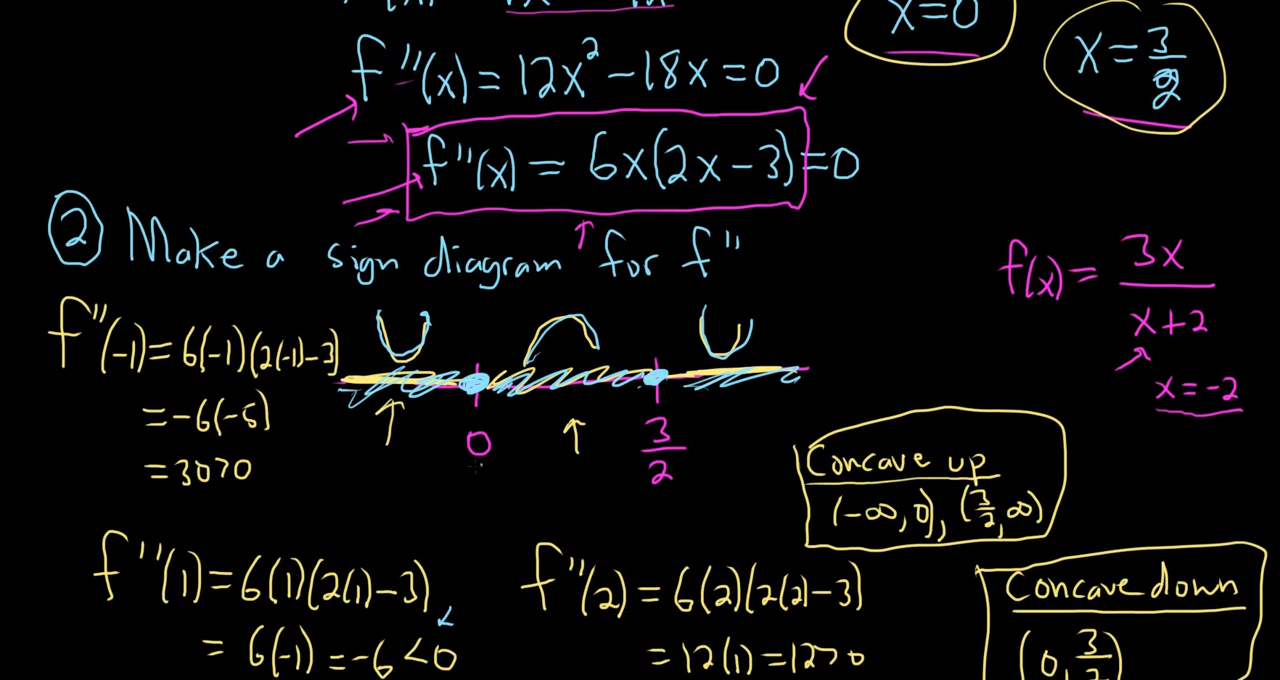 x=0
x=3/2
f''(x)=12x²-18x=0
f''(x) = 6x(2x-3)=0
② Make a sign diagram for f''
f(x)= 3x/(x+2)
x=-2
f''(-1)=6(-1)(2(-1)-3)
=-6(-5)
=30>0
0
3/2
Concave up
(-∞,0), (3/2,∞)
f''(1)=6(1)(2(1)-3)
= 6(-1)=-6<0
f''(2)=6(2)(2(2)-3)
=12(1)=12>0
Concave down
(0,3/2)